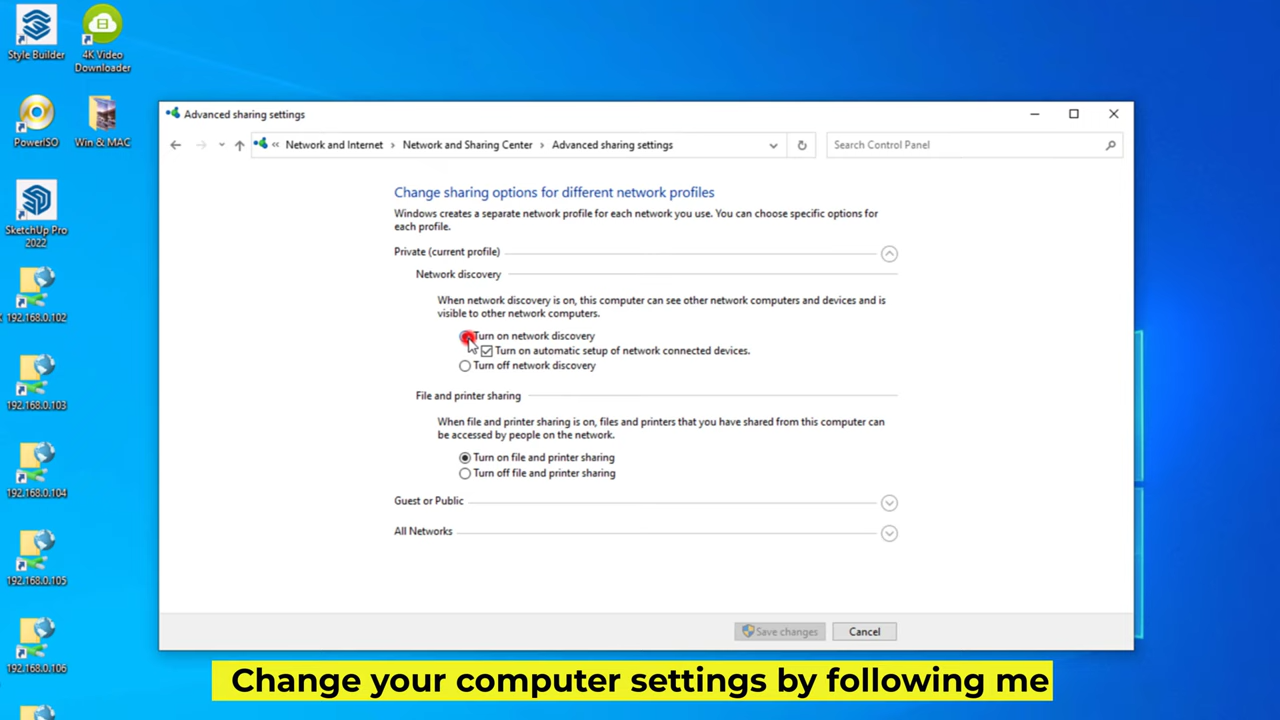 Style Builder
4K Video
Downloader
PowerISO
Win & MAC
SketchUp Pro
2022
192.168.0.102
192.168.0.103
192.168.0.104
192.168.0.105
192.168.0.106
Advanced sharing settings
« Network and Internet > Network and Sharing Center > Advanced sharing settings
Search Control Panel
Change sharing options for different network profiles
Windows creates a separate network profile for each network you use. You can choose specific options for
each profile.
Private (current profile)
Network discovery
When network discovery is on, this computer can see other network computers and devices and is
visible to other network computers.
Turn on network discovery
Turn on automatic setup of network connected devices.
Turn off network discovery
File and printer sharing
When file and printer sharing is on, files and printers that you have shared from this computer can
be accessed by people on the network.
Turn on file and printer sharing
Turn off file and printer sharing
Guest or Public
All Networks
Save changes
Cancel
Change your computer settings by following me